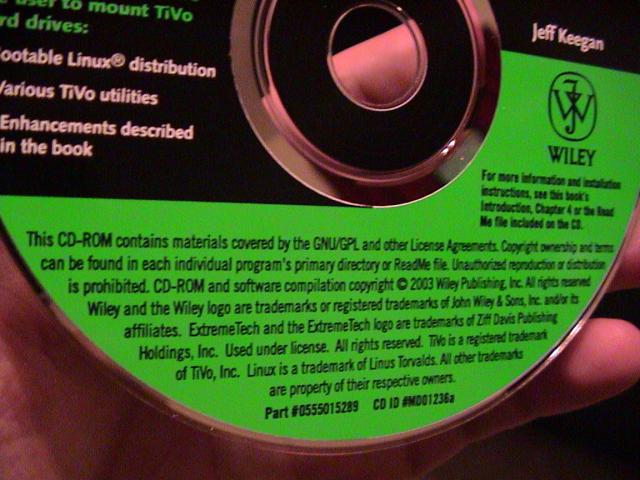 user to mount TiVo
rd drives:
ootable Linux® distribution
Various TiVo utilities
Enhancements described
in the book
Jeff Keegan
WILEY
For more information and installation
instructions, see this book's
Introduction, Chapter 4 or the Read
Me file included on the CD.
This CD-ROM contains materials covered by the GNU/GPL and other License Agreements. Copyright ownership and terms
can be found in each individual program's primary directory or ReadMe file. Unauthorized reproduction or distribution
is prohibited. CD-ROM and software compilation copyright © 2003 Wiley Publishing, Inc. All rights reserved.
Wiley and the Wiley logo are trademarks or registered trademarks of John Wiley & Sons, Inc. and/or its
affiliates. ExtremeTech and the ExtremeTech logo are trademarks of Ziff Davis Publishing
Holdings, Inc. Used under license. All rights reserved. TiVo is a registered trademark
of TiVo, Inc. Linux is a trademark of Linus Torvalds. All other trademarks
are property of their respective owners.
Part #0555015289 CD ID #MD01236a